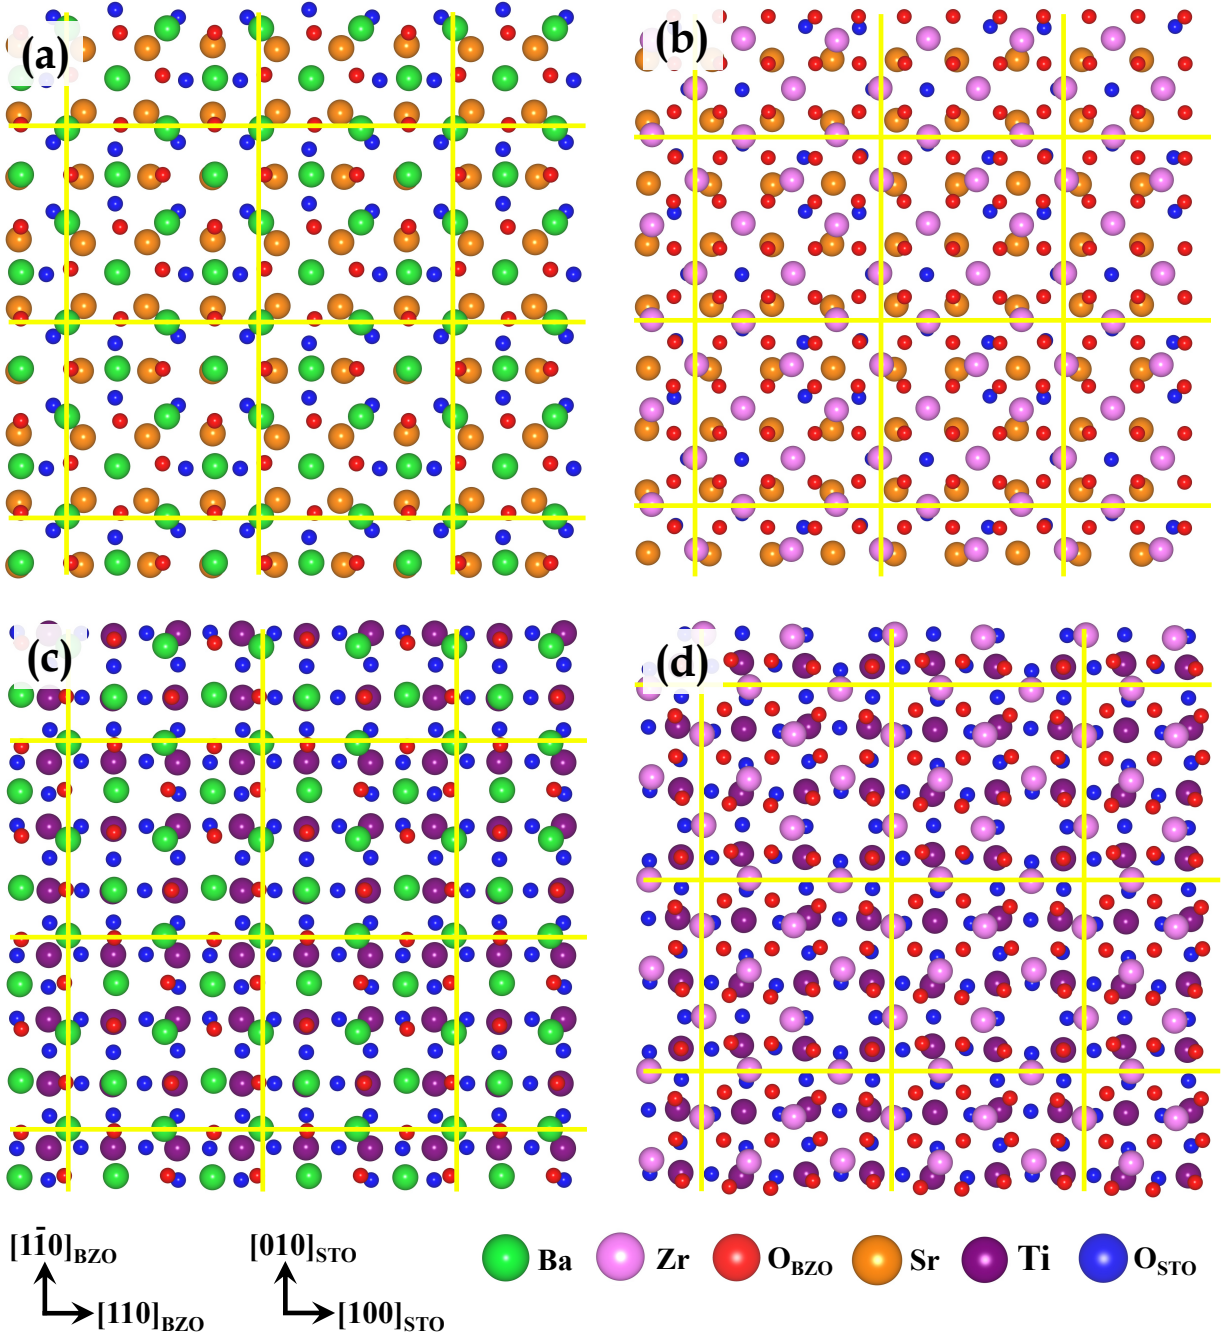 (a)
(b)
(c)
(d)
[11̄0]BZO
[110]BZO
[010]STO
[100]STO
Ba
Zr
OBZO
Sr
Ti
OSTO